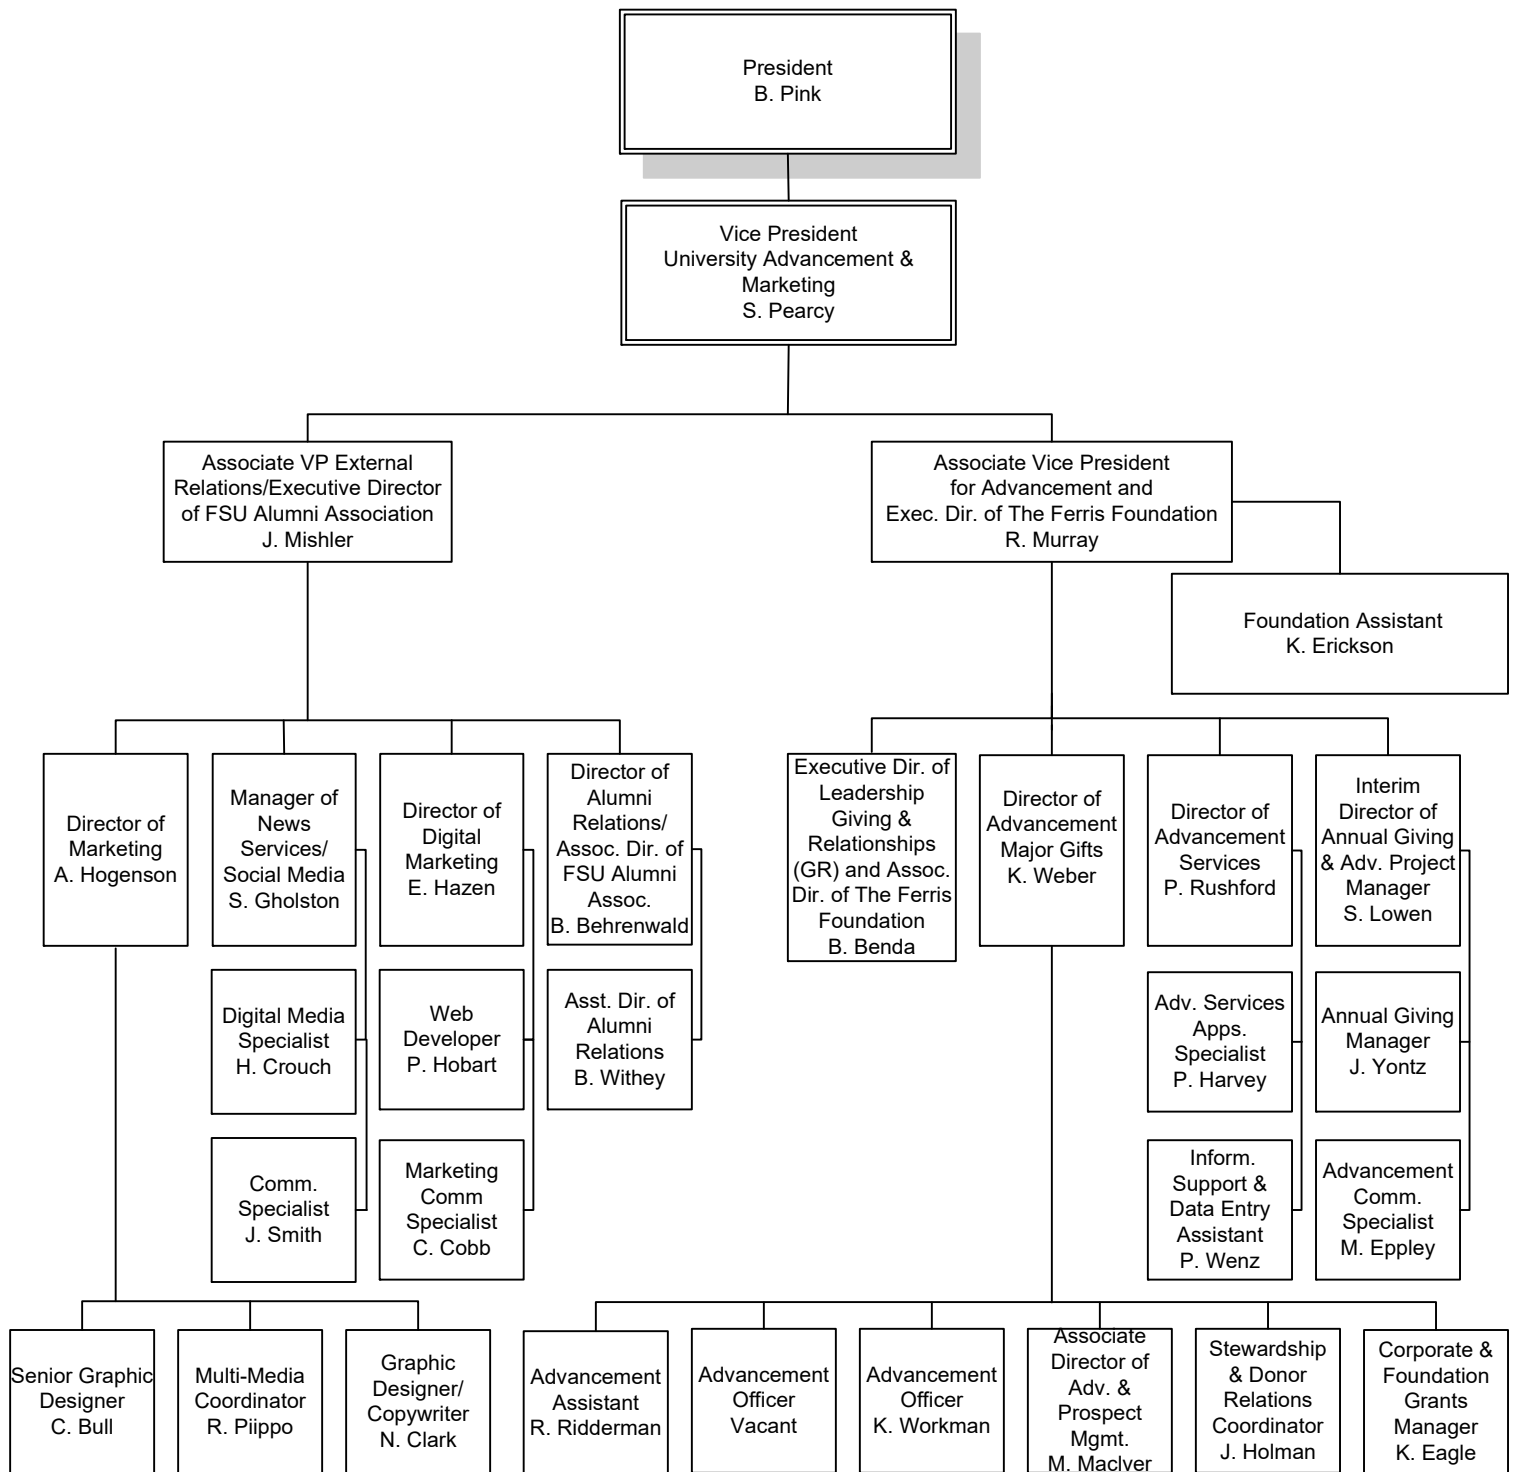 President
B. Pink
Vice President
University Advancement &
Marketing
S. Pearcy
Associate VP External
Relations/Executive Director
of FSU Alumni Association
J. Mishler
Associate Vice President
for Advancement and
Exec. Dir. of The Ferris Foundation
R. Murray
Foundation Assistant
K. Erickson
Director of
Marketing
A. Hogenson
Manager of
News
Services/
Social Media
S. Gholston
Director of
Digital
Marketing
E. Hazen
Director of
Alumni
Relations/
Assoc. Dir. of
FSU Alumni
Assoc.
B. Behrenwald
Executive Dir. of
Leadership
Giving &
Relationships
(GR) and Assoc.
Dir. of The Ferris
Foundation
B. Benda
Director of
Advancement
Major Gifts
K. Weber
Director of
Advancement
Services
P. Rushford
Interim
Director of
Annual Giving
& Adv. Project
Manager
S. Lowen
Digital Media
Specialist
H. Crouch
Web
Developer
P. Hobart
Asst. Dir. of
Alumni
Relations
B. Withey
Adv. Services
Apps.
Specialist
P. Harvey
Annual Giving
Manager
J. Yontz
Comm.
Specialist
J. Smith
Marketing
Comm
Specialist
C. Cobb
Inform.
Support &
Data Entry
Assistant
P. Wenz
Advancement
Comm.
Specialist
M. Eppley
Senior Graphic
Designer
C. Bull
Multi-Media
Coordinator
R. Piippo
Graphic
Designer/
Copywriter
N. Clark
Advancement
Assistant
R. Ridderman
Advancement
Officer
Vacant
Advancement
Officer
K. Workman
Associate
Director of
Adv. &
Prospect
Mgmt.
M. MacIver
Stewardship
& Donor
Relations
Coordinator
J. Holman
Corporate &
Foundation
Grants
Manager
K. Eagle